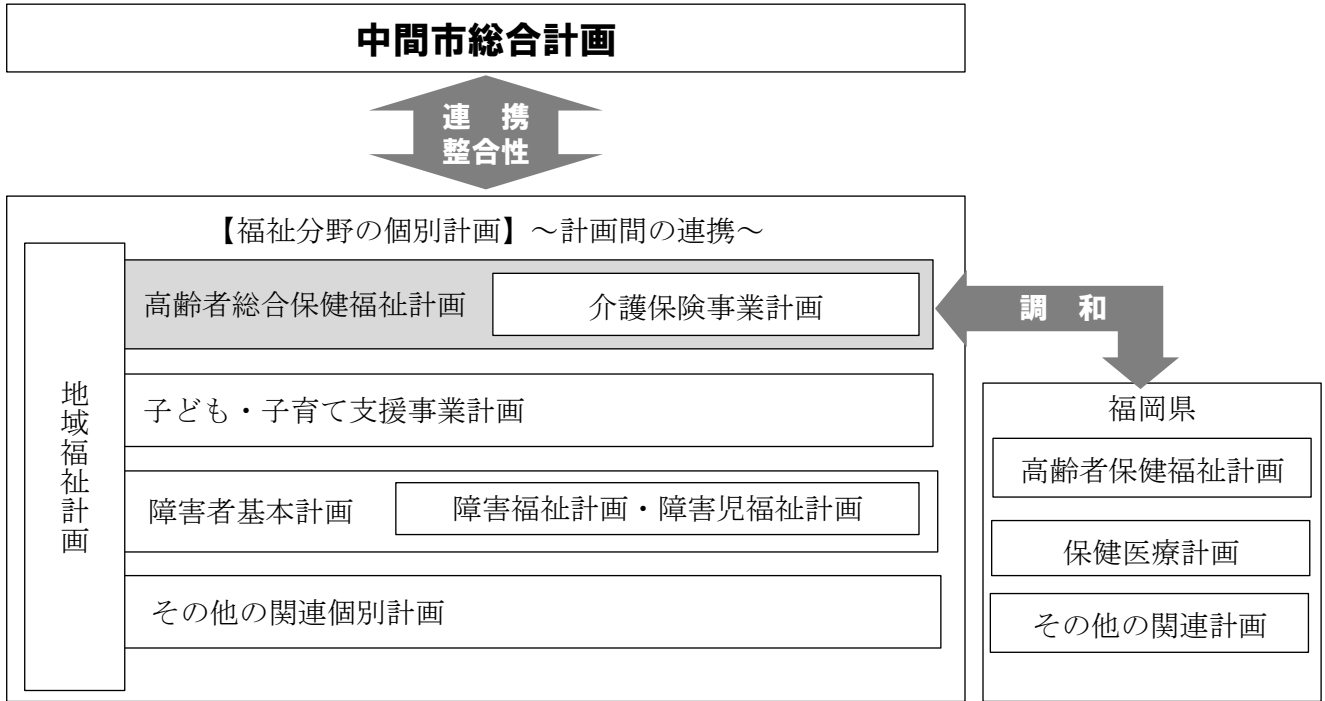 中間市総合計画
連　携
整合性
【福祉分野の個別計画】～計画間の連携～
地域福祉計画
高齢者総合保健福祉計画
介護保険事業計画
子ども・子育て支援事業計画
障害者基本計画
障害福祉計画・障害児福祉計画
その他の関連個別計画
調　和
福岡県
高齢者保健福祉計画
保健医療計画
その他の関連計画